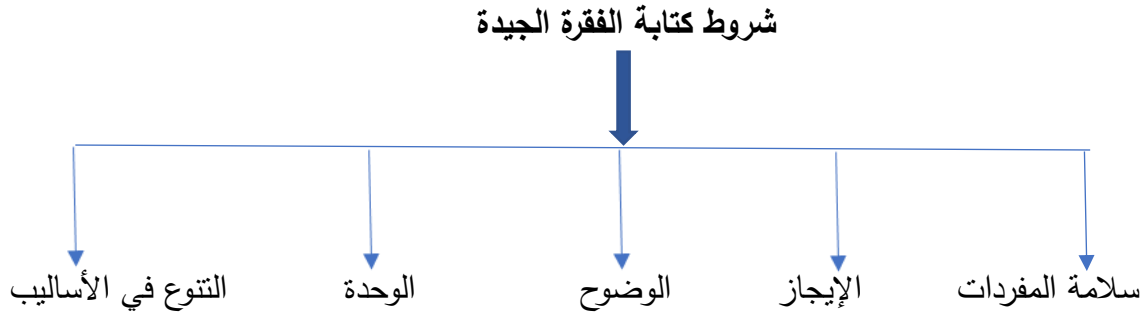 شروط كتابة الفقرة الجيدة
سلامة المفردات
الإيجاز
الوضوح
الوحدة
التنوع في الأساليب